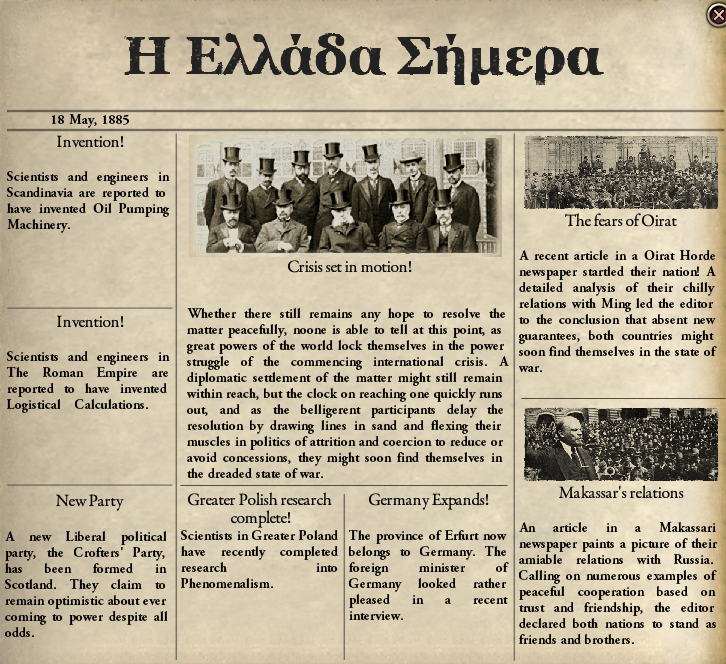 Η Ελλάδα Σήμερα
18 May, 1885
Invention!
Scientists and engineers in
Scandinavia are reported to
have invented Oil Pumping
Machinery.
Invention!
Scientists and engineers in
The Roman Empire are
reported to have invented
Logistical Calculations.
New Party
A new Liberal political
party, the Crofters' Party,
has been formed in
Scotland. They claim to
remain optimistic about ever
coming to power despite all
odds.
Crisis set in motion!
Whether there still remains any hope to resolve the
matter peacefully, noone is able to tell at this point, as
great powers of the world lock themselves in the power
struggle of the commencing international crisis. A
diplomatic settlement of the matter might still remain
within reach, but the clock on reaching one quickly runs
out, and as the belligerent participants delay the
resolution by drawing lines in sand and flexing their
muscles in politics of attrition and coercion to reduce or
avoid concessions, they might soon find themselves in
the dreaded state of war.
Greater Polish research
complete!
Scientists in Greater Poland
have recently completed
research into
Phenomenalism.
Germany Expands!
The province of Erfurt now
belongs to Germany. The
foreign minister of
Germany looked rather
pleased in a recent
interview.
The fears of Oirat
A recent article in a Oirat Horde
newspaper startled their nation! A
detailed analysis of their chilly
relations with Ming led the editor
to the conclusion that absent new
guarantees, both countries might
soon find themselves in the state of
war.
Makassar's relations
An article in a Makassari
newspaper paints a picture of their
amiable relations with Russia.
Calling on numerous examples of
peaceful cooperation based on
trust and friendship, the editor
declared both nations to stand as
friends and brothers.